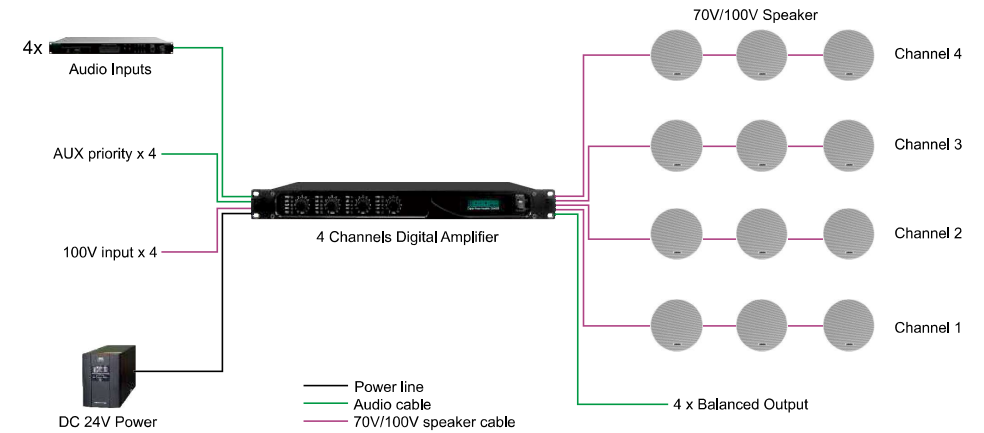 70V/100V Speaker
4x
Audio Inputs
Channel 4
AUX priority x 4
Channel 3
4 Channels Digital Amplifier
Channel 2
100V input x 4
Channel 1
DC 24V Power
Power line
Audio cable
70V/100V speaker cable
4 x Balanced Output